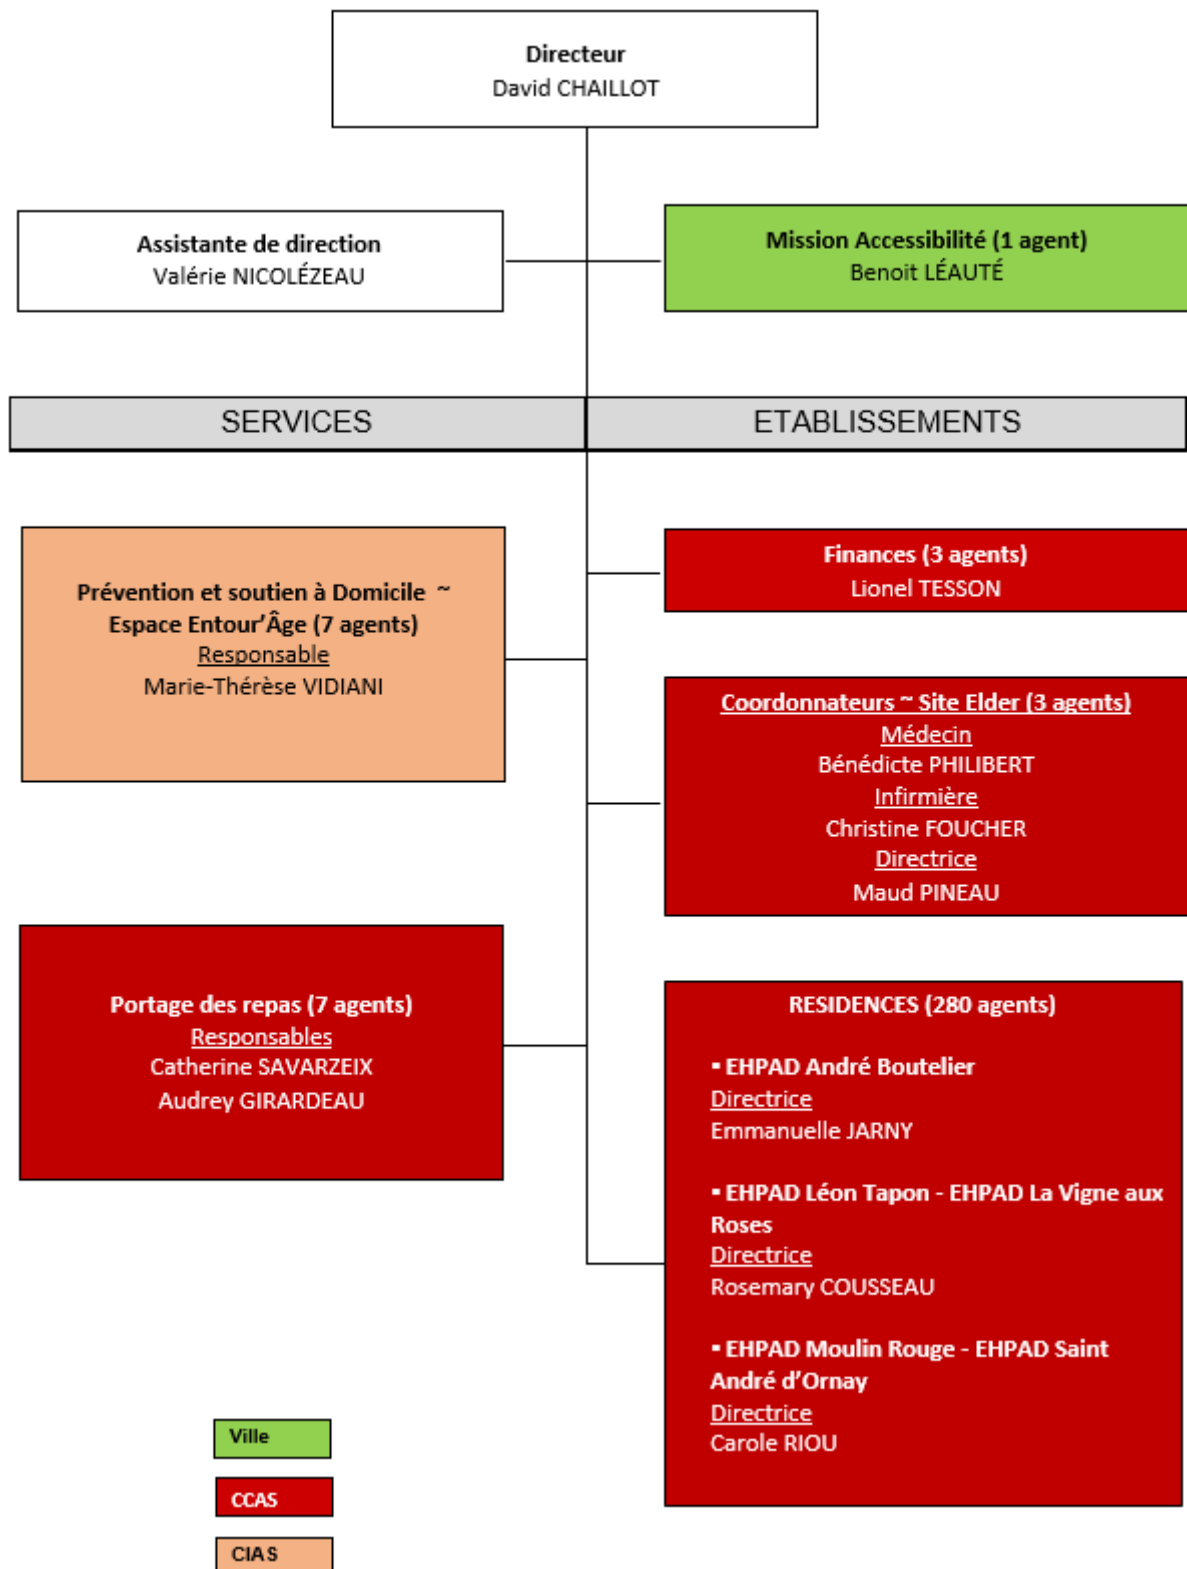 Directeur
David CHAILLOT
Assistante de direction
Valérie NICOLÉZEAU
Mission Accessibilité (1 agent)
Benoit LÉAUTÉ
SERVICES
ETABLISSEMENTS
Prévention et soutien à Domicile ~
Espace Entour’Âge (7 agents)
Responsable
Marie-Thérèse VIDIANI
Portage des repas (7 agents)
Responsables
Catherine SAVARZEIX
Audrey GIRARDEAU
Finances (3 agents)
Lionel TESSON
Coordonnateurs ~ Site Elder (3 agents)
Médecin
Bénédicte PHILIBERT
Infirmière
Christine FOUCHER
Directrice
Maud PINEAU
RESIDENCES (280 agents)
▪ EHPAD André Boutelier
Directrice
Emmanuelle JARNY
▪ EHPAD Léon Tapon - EHPAD La Vigne aux
Roses
Directrice
Rosemary COUSSEAU
▪ EHPAD Moulin Rouge - EHPAD Saint
André d’Ornay
Directrice
Carole RIOU
Ville
CCAS
CIAS